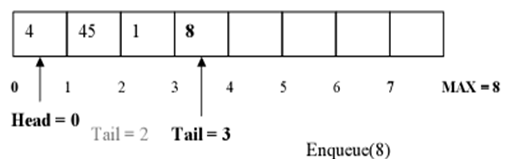 4 45 1 8
0 1 2 3 4 5 6 7 MAX = 8
Head = 0
Tail = 2 Tail = 3
Enqueue(8)